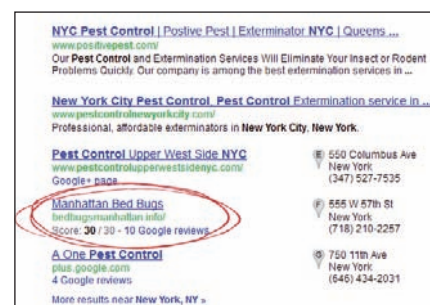 NYC Pest Control | Postive Pest | Exterminator NYC | Queens ...
www.positivepest.com/
Our Pest Control and Extermination Services Will Eliminate Your Insect or Rodent
Problems Quickly. Our company is among the best extermination services in ...
New York City Pest Control, Pest Control Extermination service in ...
www.pestcontrolnewyorkcity.com/
Professional, affordable exterminators in New York City, New York.
Pest Control Upper West Side NYC
www.pestcontrolupperwestsidenyc.com/
Google+ page
E 550 Columbus Ave
New York
(347) 527-7535
Manhattan Bed Bugs
bedbugsmanhattan.info/
Score: 30 / 30 - 10 Google reviews
F 555 W 57th St
New York
(718) 210-2257
A One Pest Control
plus.google.com
4 Google reviews
G 750 11th Ave
New York
(646) 434-2031
More results near New York, NY »